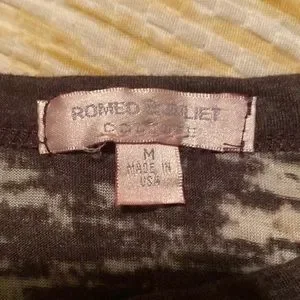 ROMEO & JULIET
COUTURE
M
MADE IN
USA